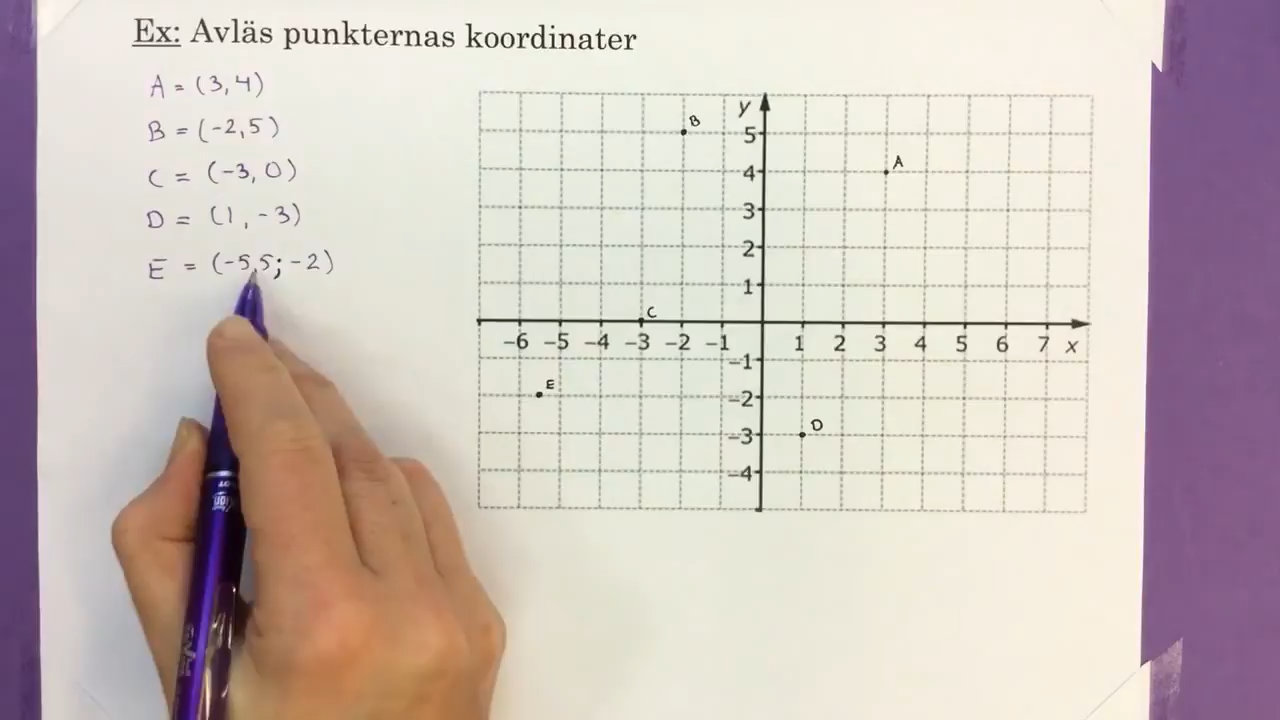 Ex: Avläs punkternas koordinater
A = (3,4)
B = (-2,5)
C = (-3,0)
D = (1,-3)
E = (-5,5;-2)
y
B
5
A
4
3
2
1
C
−6 −5 −4 −3 −2 −1 1 2 3 4 5 6 7 x
−1
E
−2
D
−3
−4